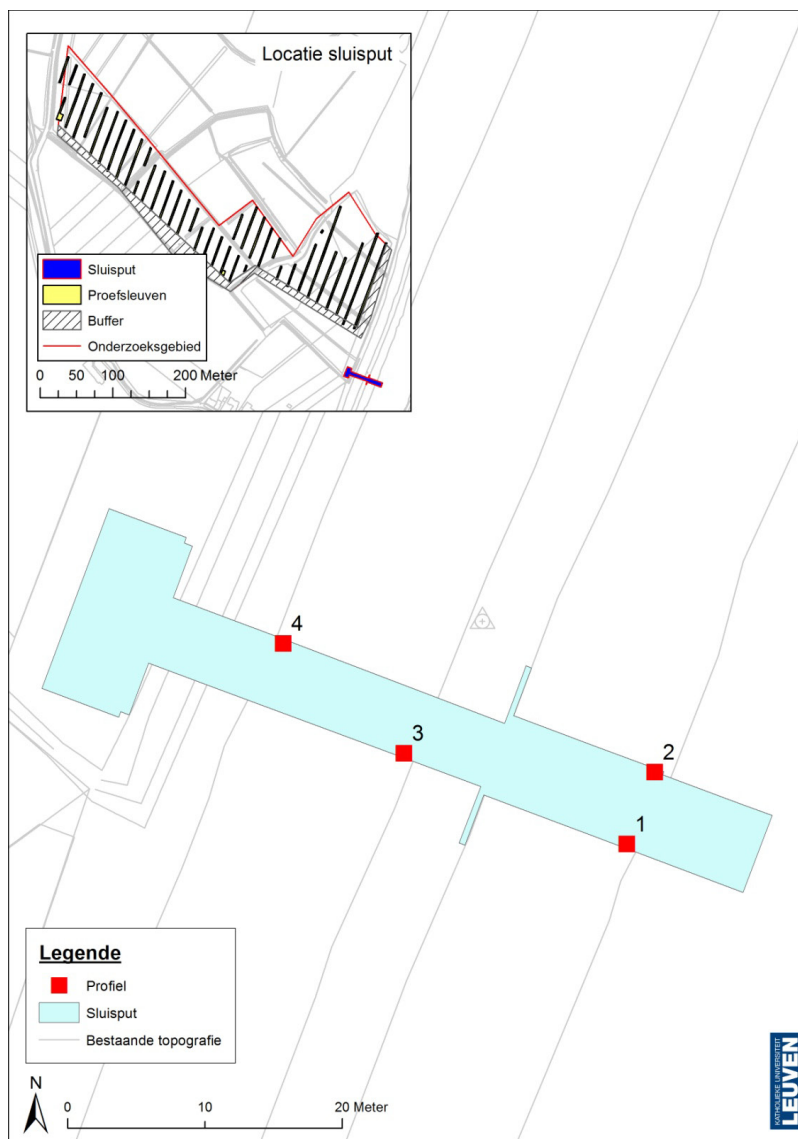 Locatie sluisput
Sluisput
Proefsleuven
Buffer
Onderzoeksgebied
0 50 100 200 Meter
4
3
2
1
Legende
Profiel
Sluisput
Bestaande topografie
N
0 10 20 Meter
KATHOLIEKE UNIVERSITEIT
LEUVEN